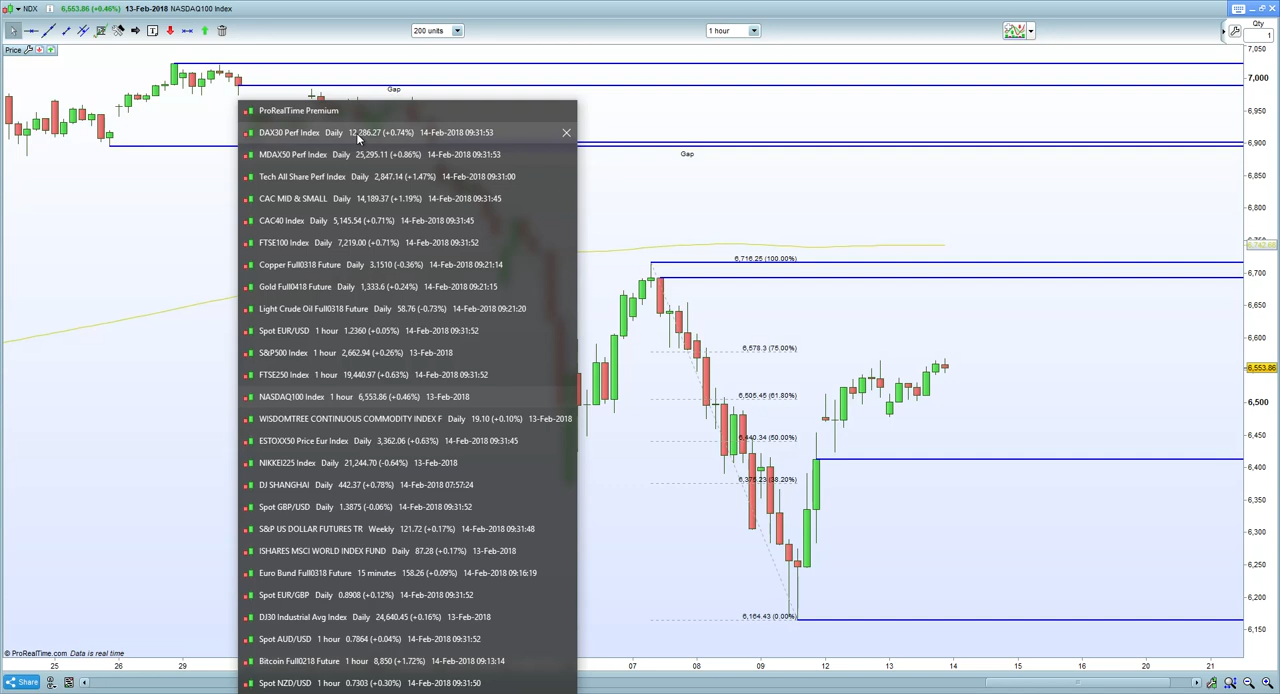 NDX 6,553.86 (+0.46%) 13-Feb-2018 NASDAQ100 Index
200 units
1 hour
Qty
1
Price
7,050
7,000
6,950
6,900
6,850
6,800
6,742.68
6,700
6,650
6,600
6,553.86
6,500
6,450
6,400
6,350
6,300
6,250
6,200
6,150
Gap
Gap
6,716.25 (100.00%)
6,578.3 (75.00%)
6,505.45 (61.80%)
6,440.34 (50.00%)
6,375.23 (38.20%)
6,164.43 (0.00%)
ProRealTime Premium
DAX30 Perf Index Daily 12,286.27 (+0.74%) 14-Feb-2018 09:31:53
MDAX50 Perf Index Daily 25,295.11 (+0.86%) 14-Feb-2018 09:31:53
Tech All Share Perf Index Daily 2,847.14 (+1.47%) 14-Feb-2018 09:31:00
CAC MID & SMALL Daily 14,189.37 (+1.19%) 14-Feb-2018 09:31:45
CAC40 Index Daily 5,145.54 (+0.71%) 14-Feb-2018 09:31:45
FTSE100 Index Daily 7,219.00 (+0.71%) 14-Feb-2018 09:31:52
Copper Full0318 Future Daily 3.1510 (-0.36%) 14-Feb-2018 09:21:14
Gold Full0418 Future Daily 1,333.6 (+0.24%) 14-Feb-2018 09:21:15
Light Crude Oil Full0318 Future Daily 58.76 (-0.73%) 14-Feb-2018 09:21:20
Spot EUR/USD 1 hour 1.2360 (+0.05%) 14-Feb-2018 09:31:52
S&P500 Index 1 hour 2,662.94 (+0.26%) 13-Feb-2018
FTSE250 Index 1 hour 19,440.97 (+0.63%) 14-Feb-2018 09:31:52
NASDAQ100 Index 1 hour 6,553.86 (+0.46%) 13-Feb-2018
WISDOMTREE CONTINUOUS COMMODITY INDEX F Daily 19.10 (+0.10%) 13-Feb-2018
ESTOXX50 Price Eur Index Daily 3,362.06 (+0.63%) 14-Feb-2018 09:31:45
NIKKEI225 Index Daily 21,244.70 (-0.64%) 13-Feb-2018
DJ SHANGHAI Daily 442.37 (+0.78%) 14-Feb-2018 07:57:24
Spot GBP/USD Daily 1.3875 (-0.06%) 14-Feb-2018 09:31:52
S&P US DOLLAR FUTURES TR Weekly 121.72 (+0.17%) 14-Feb-2018 09:31:48
ISHARES MSCI WORLD INDEX FUND Daily 87.28 (+0.17%) 13-Feb-2018
Euro Bund Full0318 Future 15 minutes 158.26 (+0.09%) 14-Feb-2018 09:16:19
Spot EUR/GBP Daily 0.8908 (+0.12%) 14-Feb-2018 09:31:52
DJ30 Industrial Avg Index Daily 24,640.45 (+0.16%) 13-Feb-2018
Spot AUD/USD 1 hour 0.7864 (+0.04%) 14-Feb-2018 09:31:52
Bitcoin Full0218 Future 1 hour 8,850 (+1.72%) 14-Feb-2018 09:13:14
Spot NZD/USD 1 hour 0.7303 (+0.30%) 14-Feb-2018 09:31:50
© ProRealTime.com Data is real time
25 26 29 07 08 09 12 13 14 15 16 19 20 21
Share